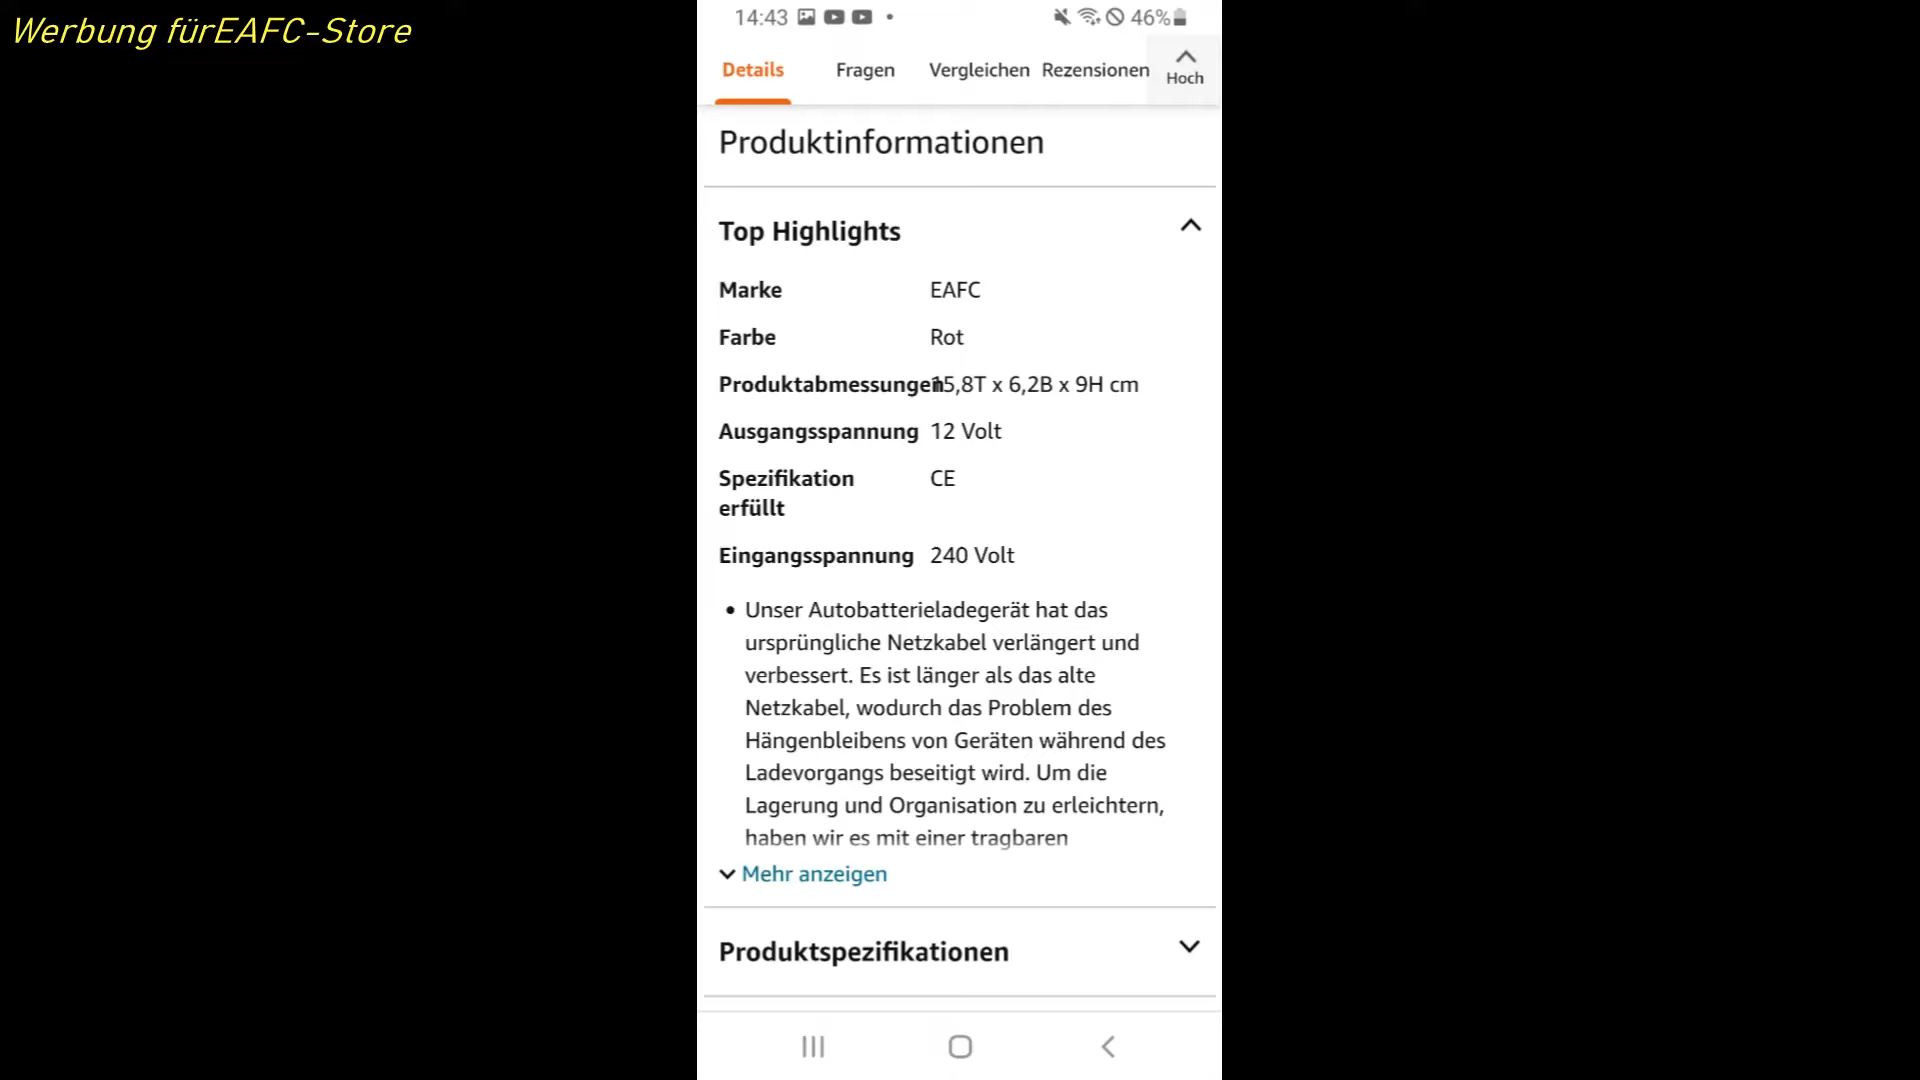 Werbung fürEAFC-Store
14:43
46%
Details
Fragen
Vergleichen
Rezensionen
Hoch
Produktinformationen
Top Highlights
Marke EAFC
Farbe Rot
Produktabmessungen 15,8T x 6,2B x 9H cm
Ausgangsspannung 12 Volt
Spezifikation CE
erfüllt
Eingangsspannung 240 Volt
• Unser Autobatterieladegerät hat das
ursprüngliche Netzkabel verlängert und
verbessert. Es ist länger als das alte
Netzkabel, wodurch das Problem des
Hängenbleibens von Geräten während des
Ladevorgangs beseitigt wird. Um die
Lagerung und Organisation zu erleichtern,
haben wir es mit einer tragbaren
Mehr anzeigen
Produktspezifikationen